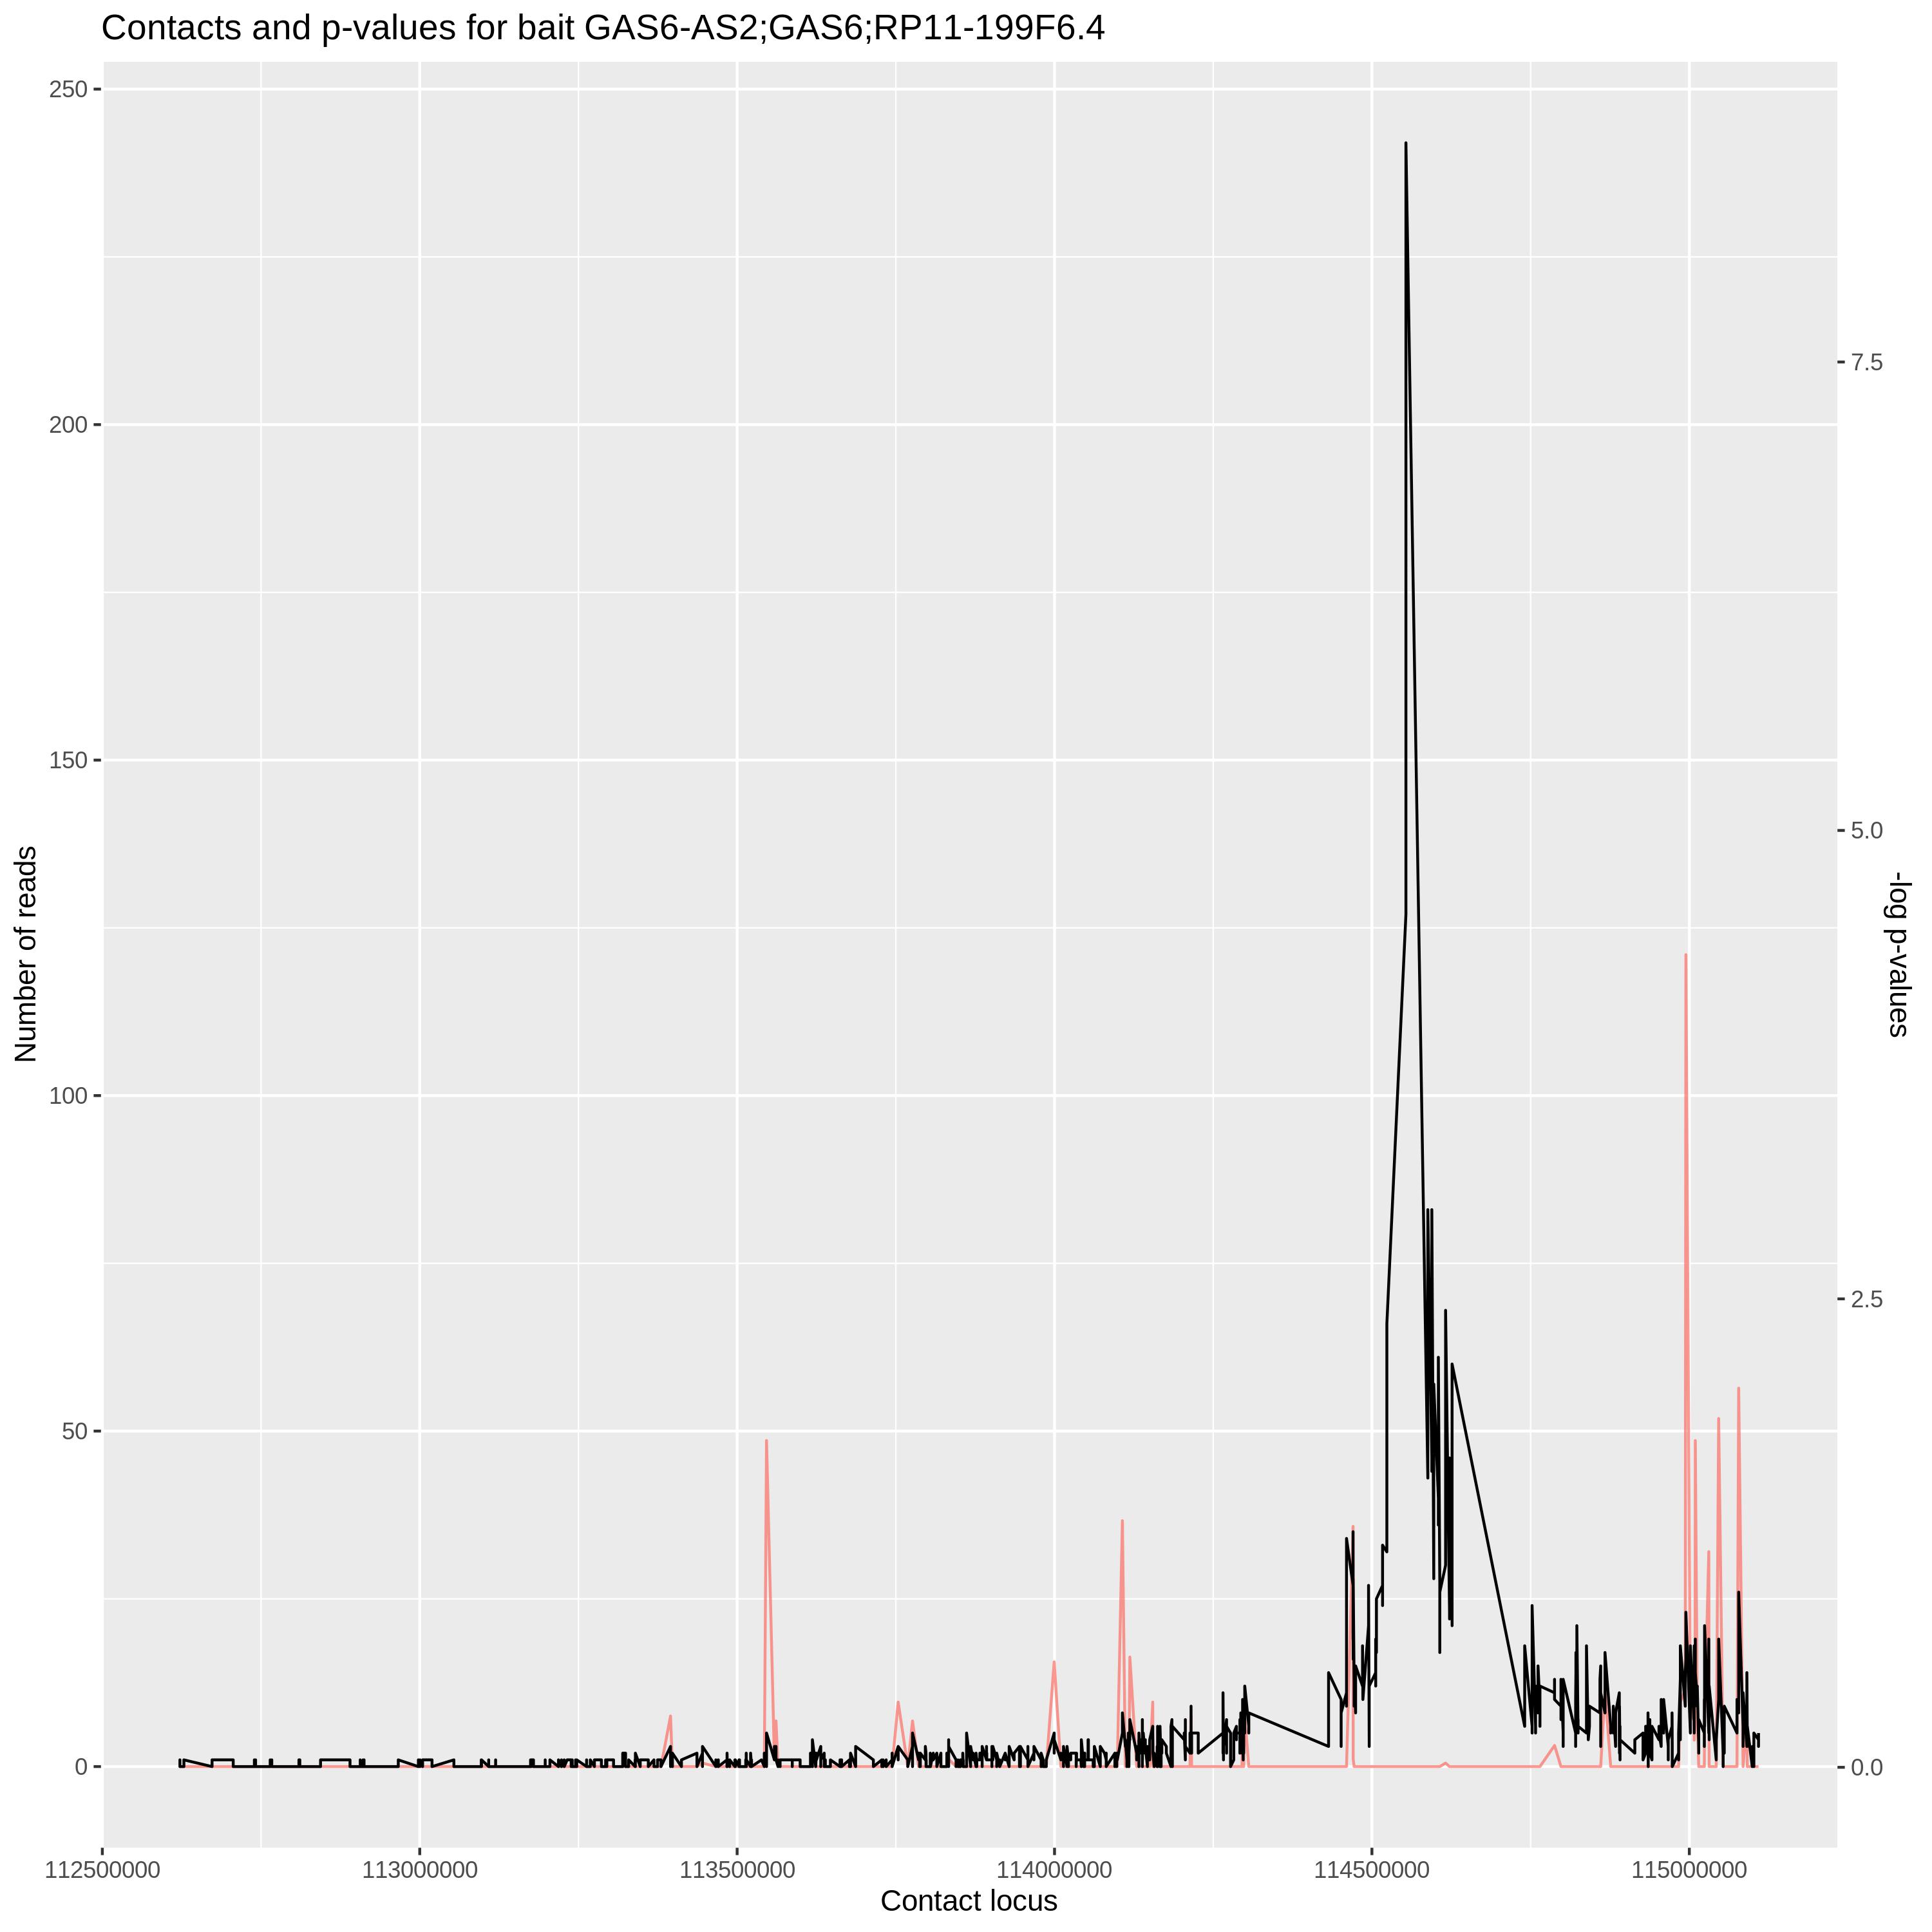 Contacts and p-values for bait GAS6-AS2;GAS6;RP11-199F6.4
250
200
150
100
50
0
Number of reads
7.5
5.0
2.5
0.0
-log p-values
112500000 113000000 113500000 114000000 114500000 115000000
Contact locus